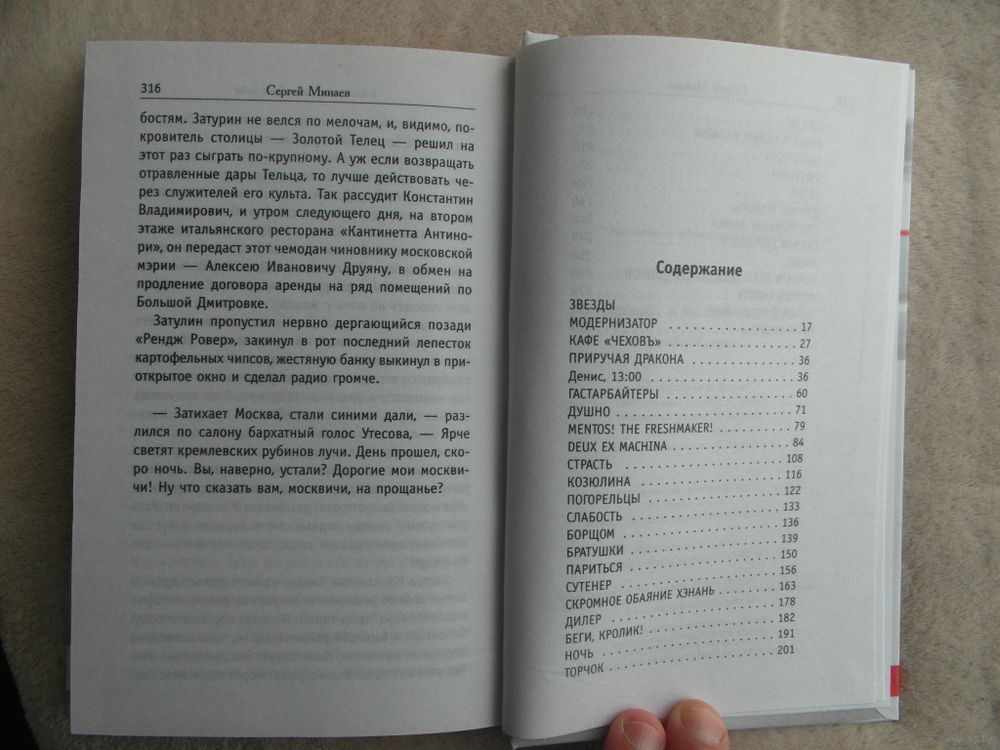 316
Сергей Минаев
бостям. Затурин не велся по мелочам, и, видимо, по-
кровитель столицы — Золотой Телец — решил на
этот раз сыграть по-крупному. А уж если возвращать
отравленные дары Тельца, то лучше действовать че-
рез служителей его культа. Так рассудит Константин
Владимирович, и утром следующего дня, на втором
этаже итальянского ресторана «Кантинетта Антино-
ри», он передаст этот чемодан чиновнику московской
мэрии — Алексею Ивановичу Друяну, в обмен на
продление договора аренды на ряд помещений по
Большой Дмитровке.
Затулин пропустил нервно дергающийся позади
«Рендж Ровер», закинул в рот последний лепесток
картофельных чипсов, жестяную банку выкинул в при-
открытое окно и сделал радио громче.
— Затихает Москва, стали синими дали, — раз-
лился по салону бархатный голос Утесова, — Ярче
светят кремлевских рубинов лучи. День прошел, ско-
ро ночь. Вы, наверно, устали? Дорогие мои москви-
чи! Ну что сказать вам, москвичи, на прощанье?
Содержание
ЗВЕЗДЫ
МОДЕРНИЗАТОР . . . . . . . . . . . . . . . . . 17
КАФЕ «ЧЕХОВЪ» . . . . . . . . . . . . . . . . . 27
ПРИРУЧАЯ ДРАКОНА . . . . . . . . . . . . . . 36
Денис, 13:00 . . . . . . . . . . . . . . . . . . . 36
ГАСТАРБАЙТЕРЫ . . . . . . . . . . . . . . . . . 60
ДУШНО . . . . . . . . . . . . . . . . . . . . . . . 71
MENTOS! THE FRESHMAKER! . . . . . . . . . 79
DEUX EX MACHINA . . . . . . . . . . . . . . . 84
СТРАСТЬ . . . . . . . . . . . . . . . . . . . . . 108
КОЗЮЛИНА . . . . . . . . . . . . . . . . . . . 116
ПОГОРЕЛЬЦЫ . . . . . . . . . . . . . . . . . . 122
СЛАБОСТЬ . . . . . . . . . . . . . . . . . . . . 133
БОРЩОМ . . . . . . . . . . . . . . . . . . . . . 136
БРАТУШКИ . . . . . . . . . . . . . . . . . . . . 139
ПАРИТЬСЯ . . . . . . . . . . . . . . . . . . . . 150
СУТЕНЕР . . . . . . . . . . . . . . . . . . . . . 156
СКРОМНОЕ ОБАЯНИЕ ХЭНАНЬ . . . . . . . . 163
ДИЛЕР . . . . . . . . . . . . . . . . . . . . . . . 178
БЕГИ, КРОЛИК! . . . . . . . . . . . . . . . . . 182
НОЧЬ . . . . . . . . . . . . . . . . . . . . . . . 191
ТОРЧОК . . . . . . . . . . . . . . . . . . . . . . 201